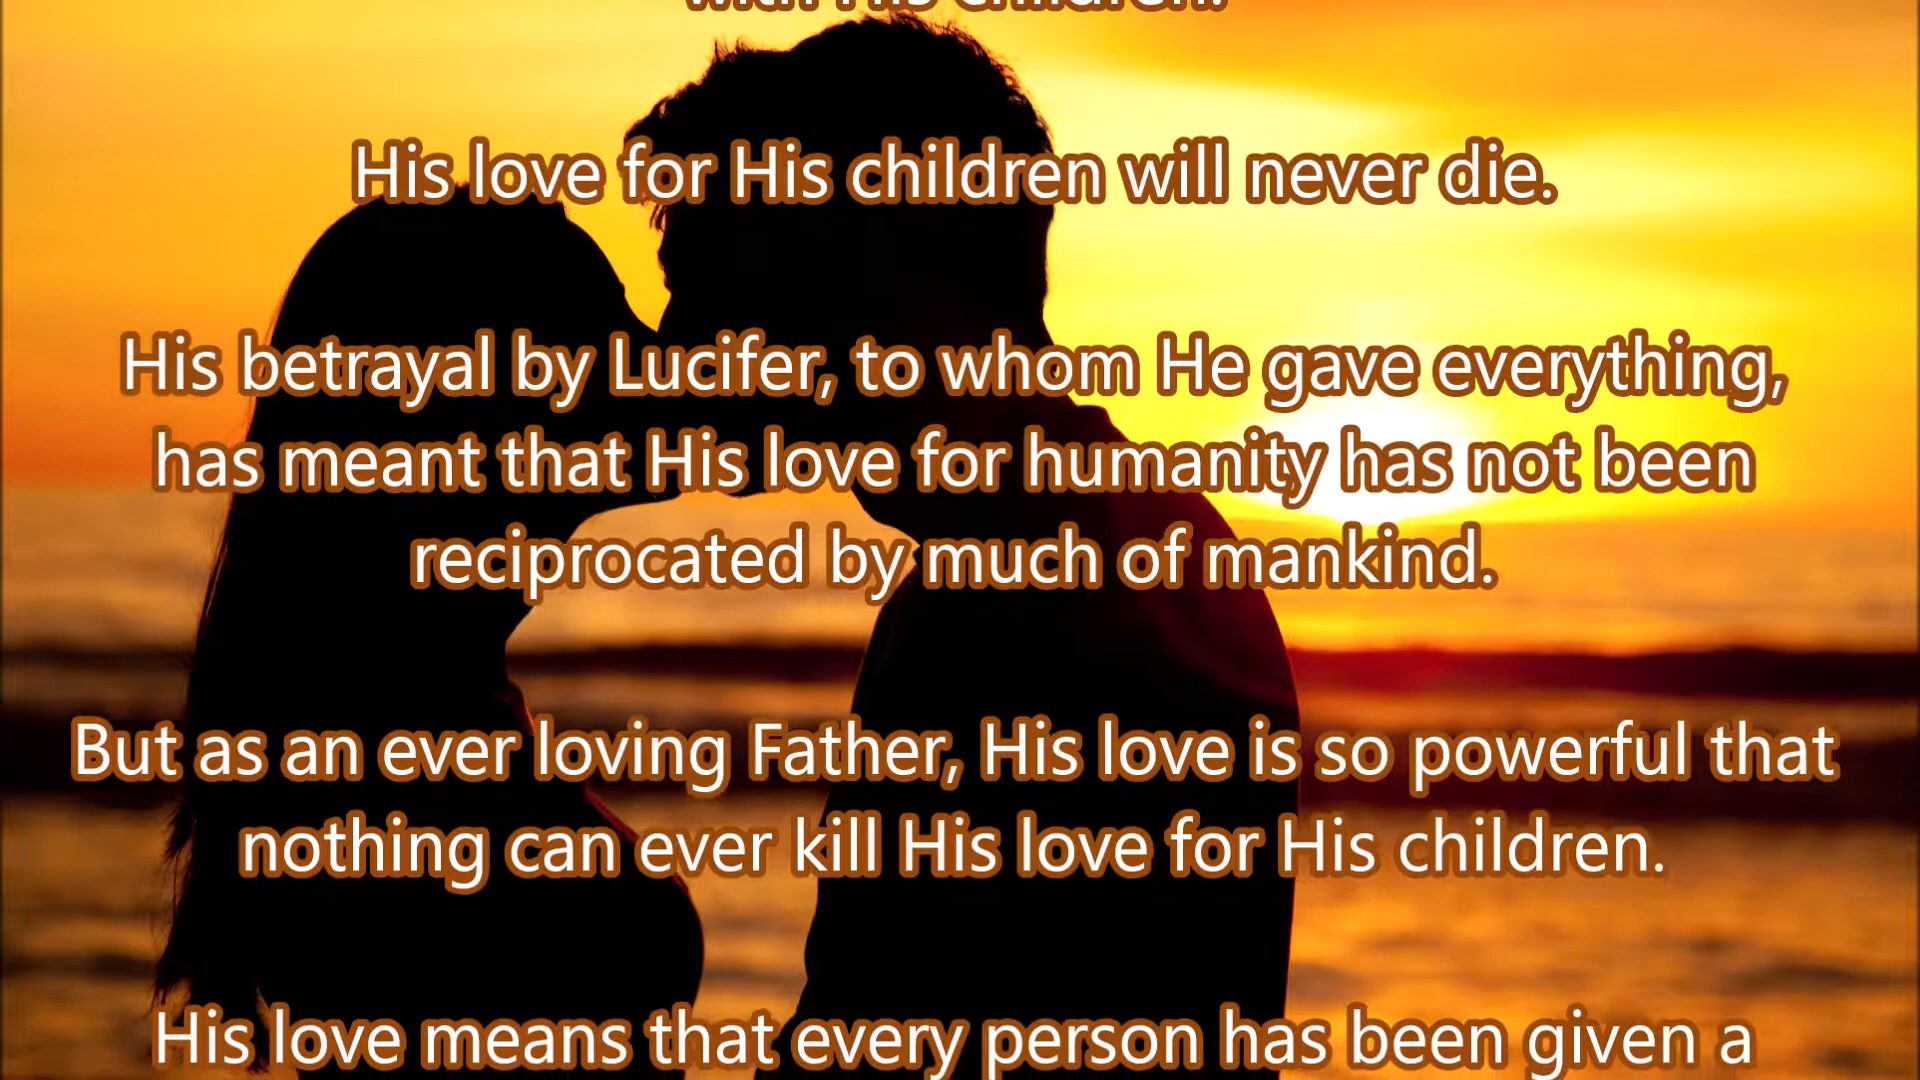 with His children.
His love for His children will never die.
His betrayal by Lucifer, to whom He gave everything,
has meant that His love for humanity has not been
reciprocated by much of mankind.
But as an ever loving Father, His love is so powerful that
nothing can ever kill His love for His children.
His love means that every person has been given a